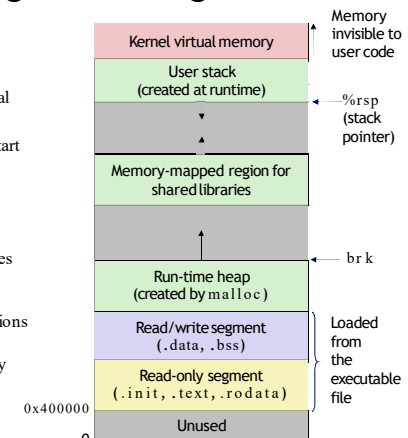 Memory
invisible to
user code
Kernel virtual memory
User stack
(created at runtime)
%rsp
(stack
pointer)
Memory-mapped region for
shared libraries
brk
Run-time heap
(created by malloc)
Read/write segment
(.data, .bss)
Read-only segment
(.init, .text, .rodata)
Loaded
from
the
executable
file
0x400000
Unused